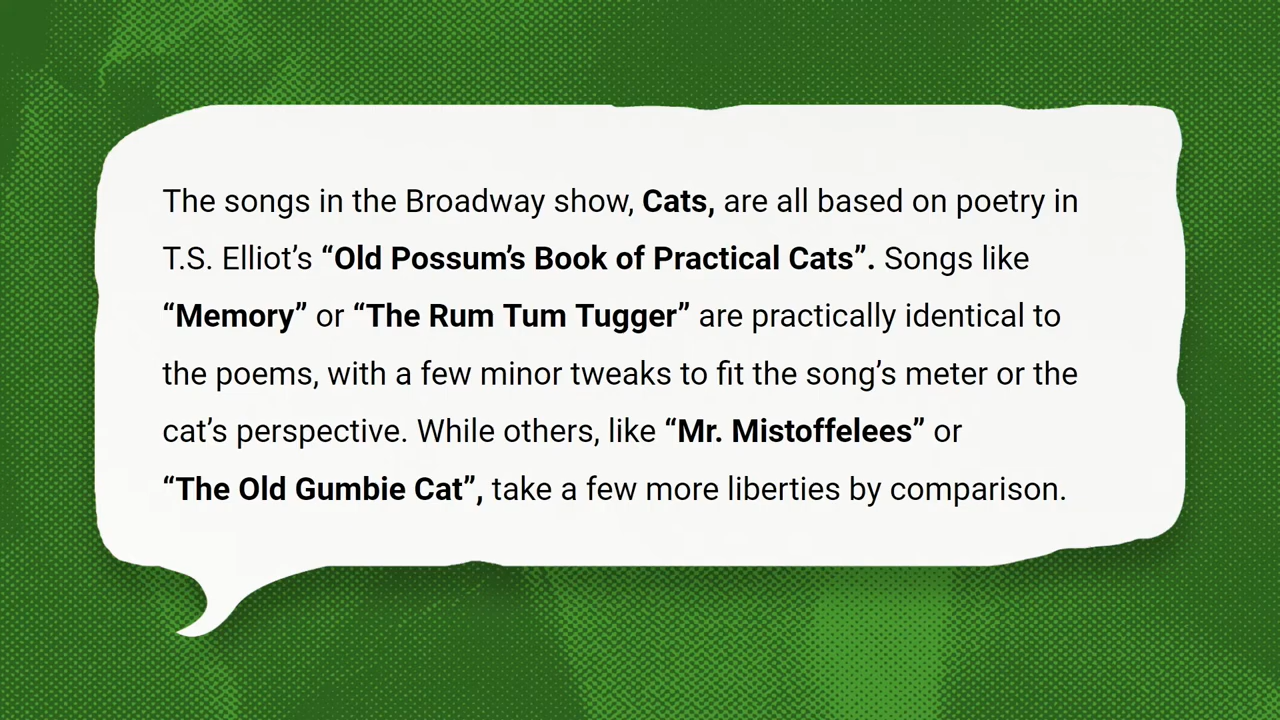 The songs in the Broadway show, Cats, are all based on poetry in
T.S. Elliot’s “Old Possum’s Book of Practical Cats”. Songs like
“Memory” or “The Rum Tum Tugger” are practically identical to
the poems, with a few minor tweaks to fit the song’s meter or the
cat’s perspective. While others, like “Mr. Mistoffelees” or
“The Old Gumbie Cat”, take a few more liberties by comparison.